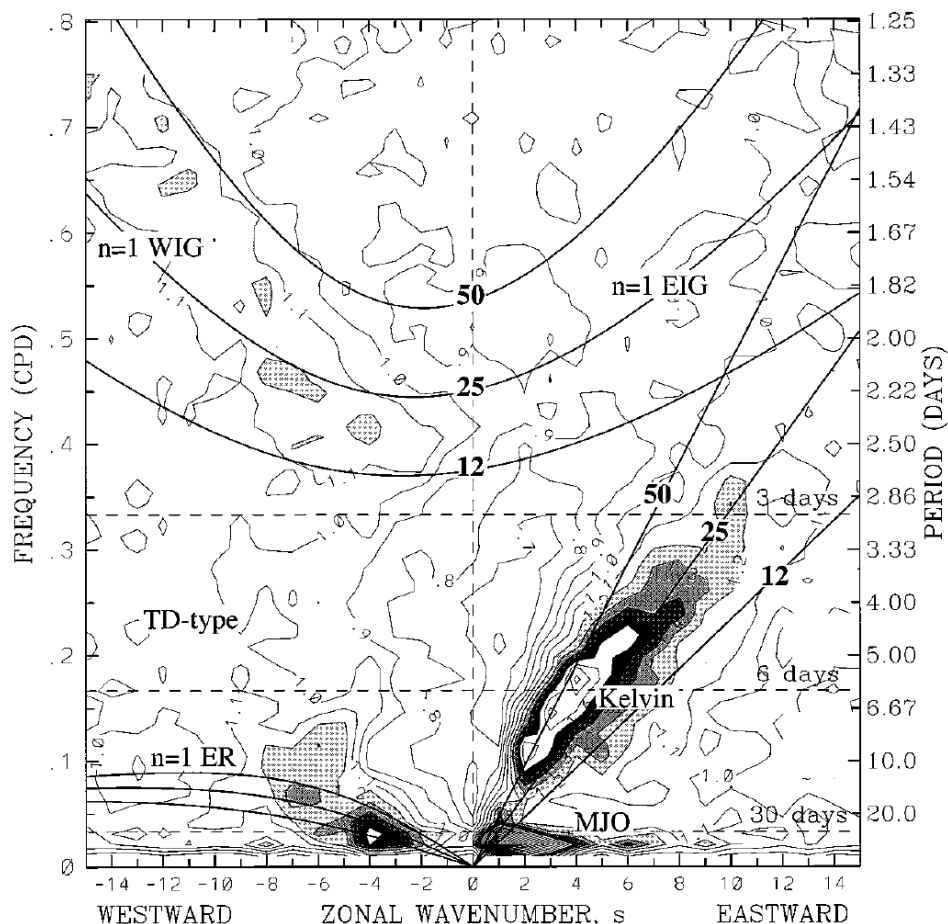 .8
.7
.6
.5
.4
.3
.2
.1
0
FREQUENCY (CPD)
1.25
1.33
1.43
1.54
1.67
1.82
2.00
2.22
2.50
2.86
3.33
4.00
5.00
6.67
10.0
20.0
PERIOD (DAYS)
n=1 WIG
n=1 EIG
50
25
12
50
25
12
3 days
TD-type
6 days
Kelvin
n=1 ER
1.0
MJO
30 days
-14 -12 -10 -8 -6 -4 -2 0 2 4 6 8 10 12 14
WESTWARD ZONAL WAVENUMBER, s EASTWARD